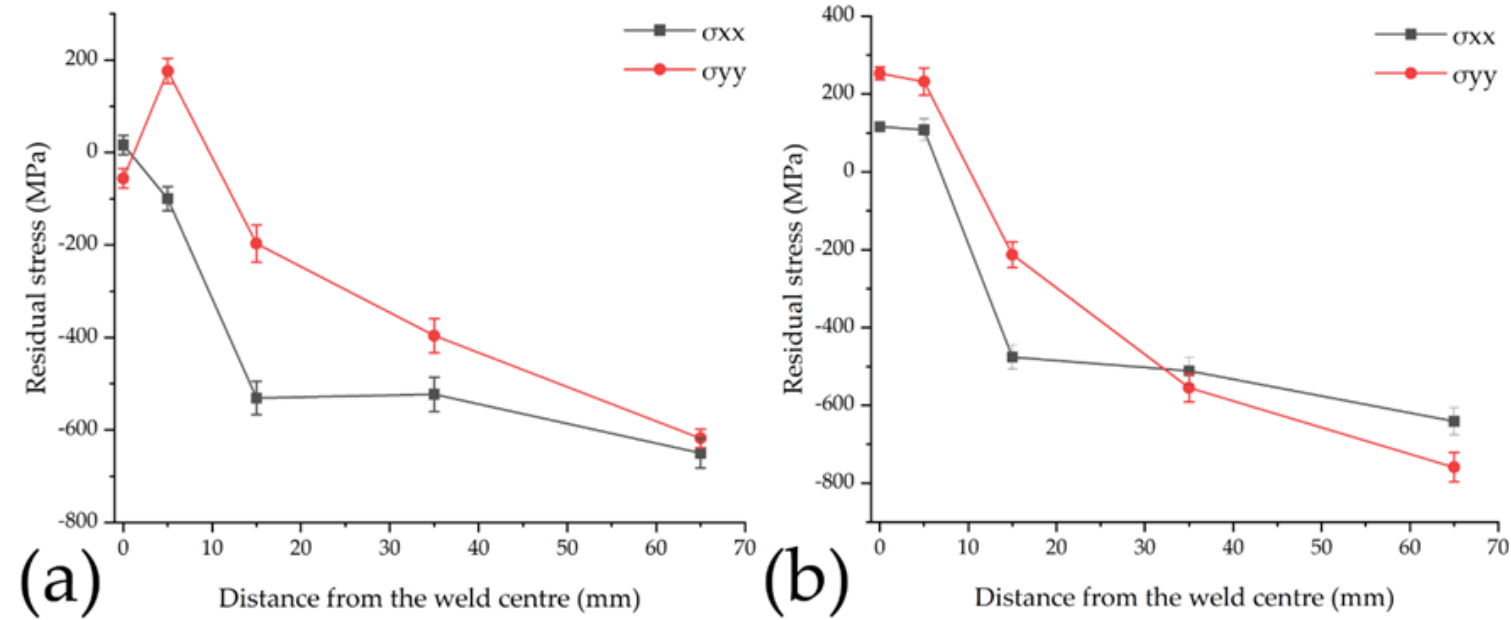 σxx
σyy
200
0
-200
-400
-600
-800
Residual stress (MPa)
0 10 20 30 40 50 60 70
Distance from the weld centre (mm)
(a)
σxx
σyy
400
200
0
-200
-400
-600
-800
Residual stress (MPa)
0 10 20 30 40 50 60 70
Distance from the weld centre (mm)
(b)